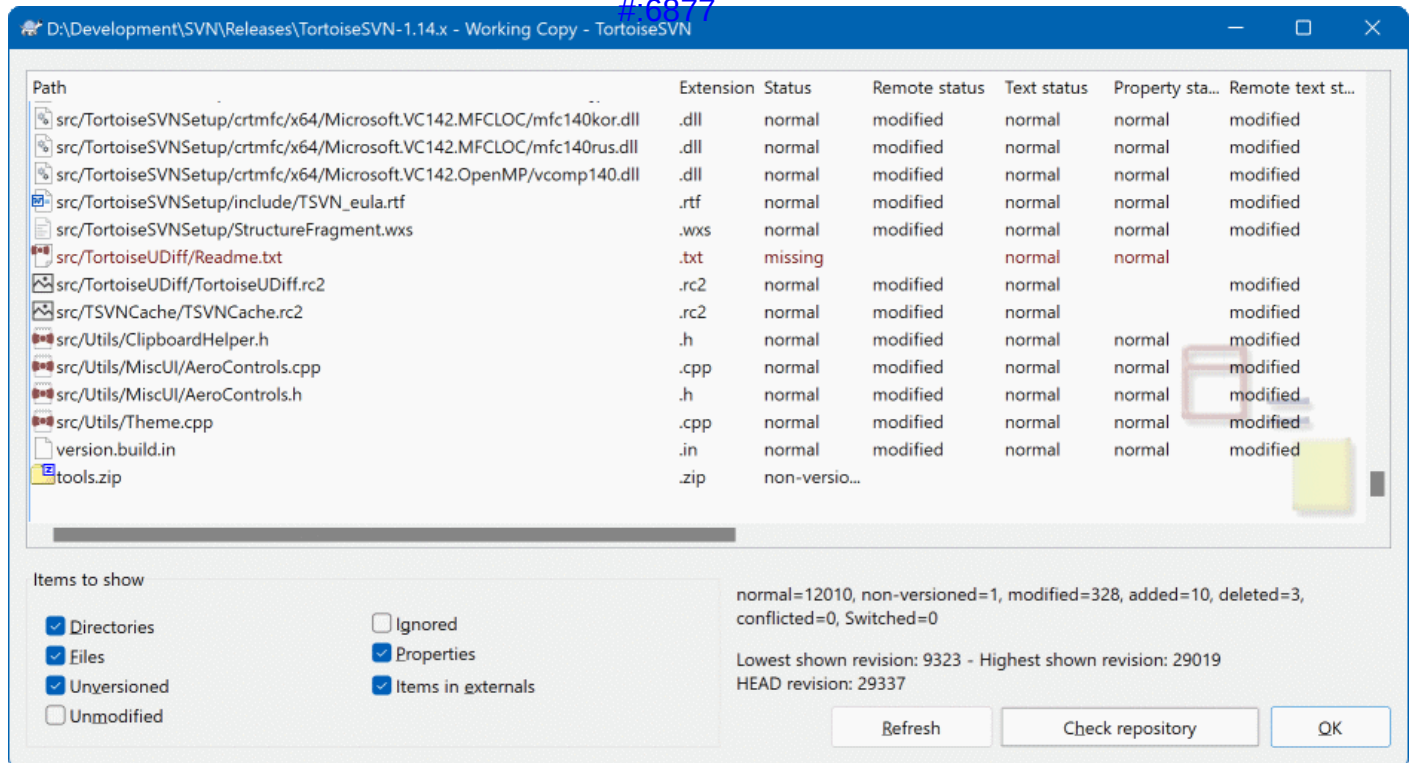 #:6877
D:\Development\SVN\Releases\TortoiseSVN-1.14.x - Working Copy - TortoiseSVN
Path Extension Status Remote status Text status Property sta... Remote text st...
src/TortoiseSVNSetup/crtmfc/x64/Microsoft.VC142.MFCLOC/mfc140kor.dll .dll normal modified normal normal modified
src/TortoiseSVNSetup/crtmfc/x64/Microsoft.VC142.MFCLOC/mfc140rus.dll .dll normal modified normal normal modified
src/TortoiseSVNSetup/crtmfc/x64/Microsoft.VC142.OpenMP/vcomp140.dll .dll normal modified normal normal modified
src/TortoiseSVNSetup/include/TSVN_eula.rtf .rtf normal modified normal normal modified
src/TortoiseSVNSetup/StructureFragment.wxs .wxs normal modified normal normal modified
src/TortoiseUDiff/Readme.txt .txt missing normal normal
src/TortoiseUDiff/TortoiseUDiff.rc2 .rc2 normal modified normal modified
src/TSVNCache/TSVNCache.rc2 .rc2 normal modified normal modified
src/Utils/ClipboardHelper.h .h normal modified normal normal modified
src/Utils/MiscUI/AeroControls.cpp .cpp normal modified normal normal modified
src/Utils/MiscUI/AeroControls.h .h normal modified normal normal modified
src/Utils/Theme.cpp .cpp normal modified normal normal modified
version.build.in .in normal modified normal normal modified
tools.zip .zip non-versio...
Items to show
Directories
Files
Unversioned
Unmodified
Ignored
Properties
Items in externals
normal=12010, non-versioned=1, modified=328, added=10, deleted=3,
conflicted=0, Switched=0
Lowest shown revision: 9323 - Highest shown revision: 29019
HEAD revision: 29337
Refresh Check repository OK